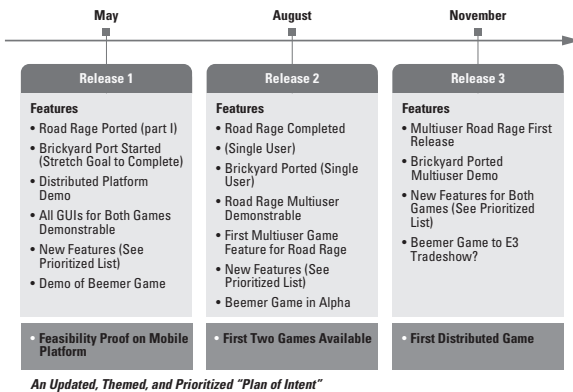 May
August
November
Release 1
Features
• Road Rage Ported (part I)
• Brickyard Port Started
(Stretch Goal to Complete)
• Distributed Platform
Demo
• All GUIs for Both Games
Demonstrable
• New Features (See
Prioritized List)
• Demo of Beemer Game
• Feasibility Proof on Mobile
Platform
Release 2
Features
• Road Rage Completed
• (Single User)
• Brickyard Ported (Single
User)
• Road Rage Multiuser
Demonstrable
• First Multiuser Game
Feature for Road Rage
• New Features (See
Prioritized List)
• Beemer Game in Alpha
• First Two Games Available
Release 3
Features
• Multiuser Road Rage First
Release
• Brickyard Ported
Multiuser Demo
• New Features for Both
Games (See Prioritized
List)
• Beemer Game to E3
Tradeshow?
• First Distributed Game
An Updated, Themed, and Prioritized "Plan of Intent"